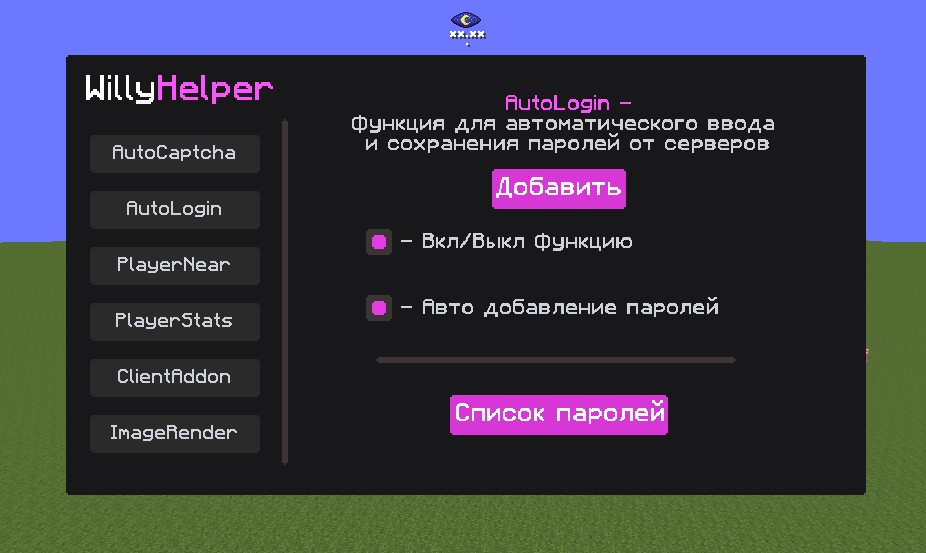 xx.xx
WillyHelper
AutoCaptcha
AutoLogin
PlayerNear
PlayerStats
ClientAddon
ImageRender
AutoLogin -
Функция для автоматического ввода
и сохранения паролей от серверов
Добавить
- Вкл/Выкл функцию
- Авто добавление паролей
Список паролей